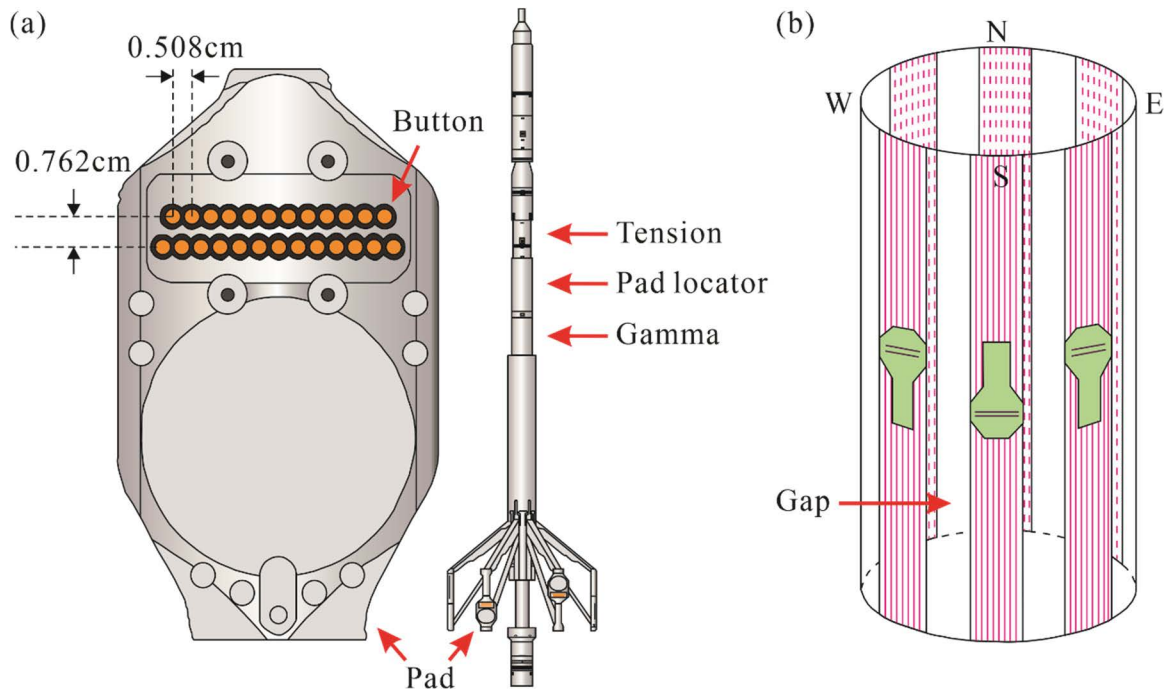 (a)
0.508cm
Button
0.762cm
Tension
Pad locator
Gamma
Pad
(b)
N
W
E
S
Gap